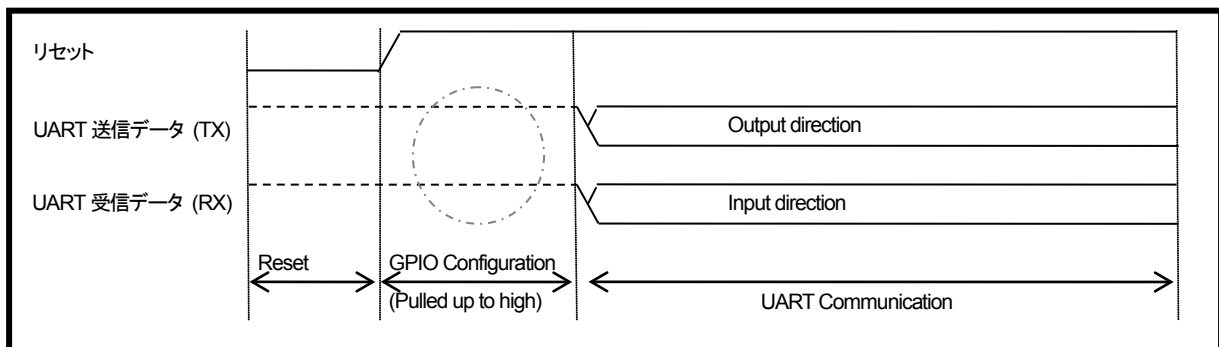 リセット
UART 送信データ (TX)
Output direction
UART 受信データ (RX)
Input direction
Reset
GPIO Configuration
(Pulled up to high)
UART Communication